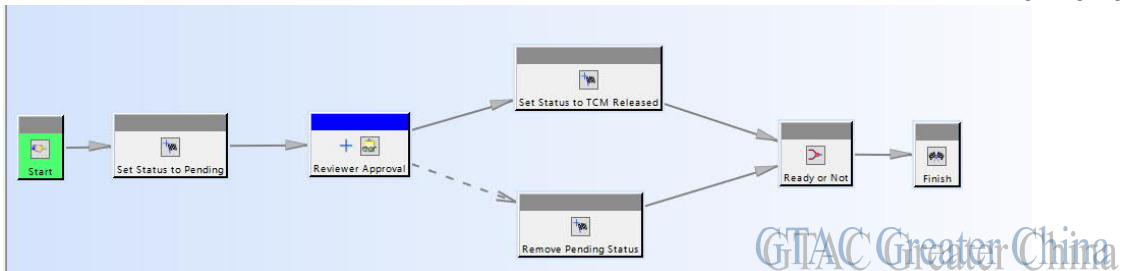 Start
Set Status to Pending
Reviewer Approval
Set Status to TCM Released
Remove Pending Status
Ready or Not
Finish
GTAC Greater China